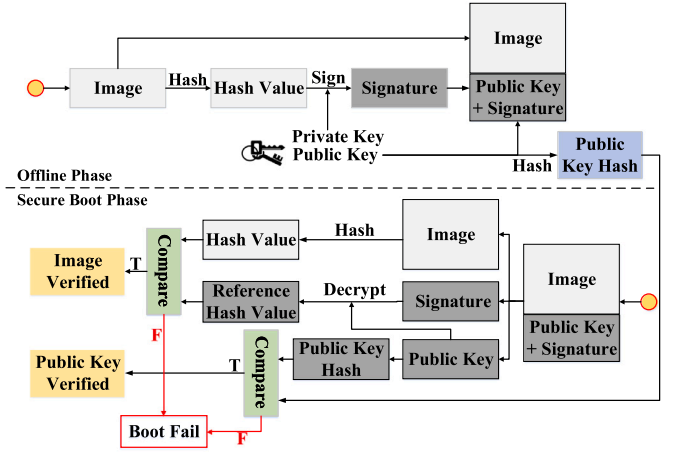 Image
Image
Hash
Hash Value
Sign
Signature
Public Key
+ Signature
Private Key
Public Key
Hash
Public
Key Hash
Offline Phase
Secure Boot Phase
Image
Verified
T
Compare
Hash Value
Hash
Image
Image
Reference
Hash Value
Decrypt
Signature
Public Key
+ Signature
F
Public Key
Verified
T
Compare
Public Key
Hash
Public Key
Boot Fail
F